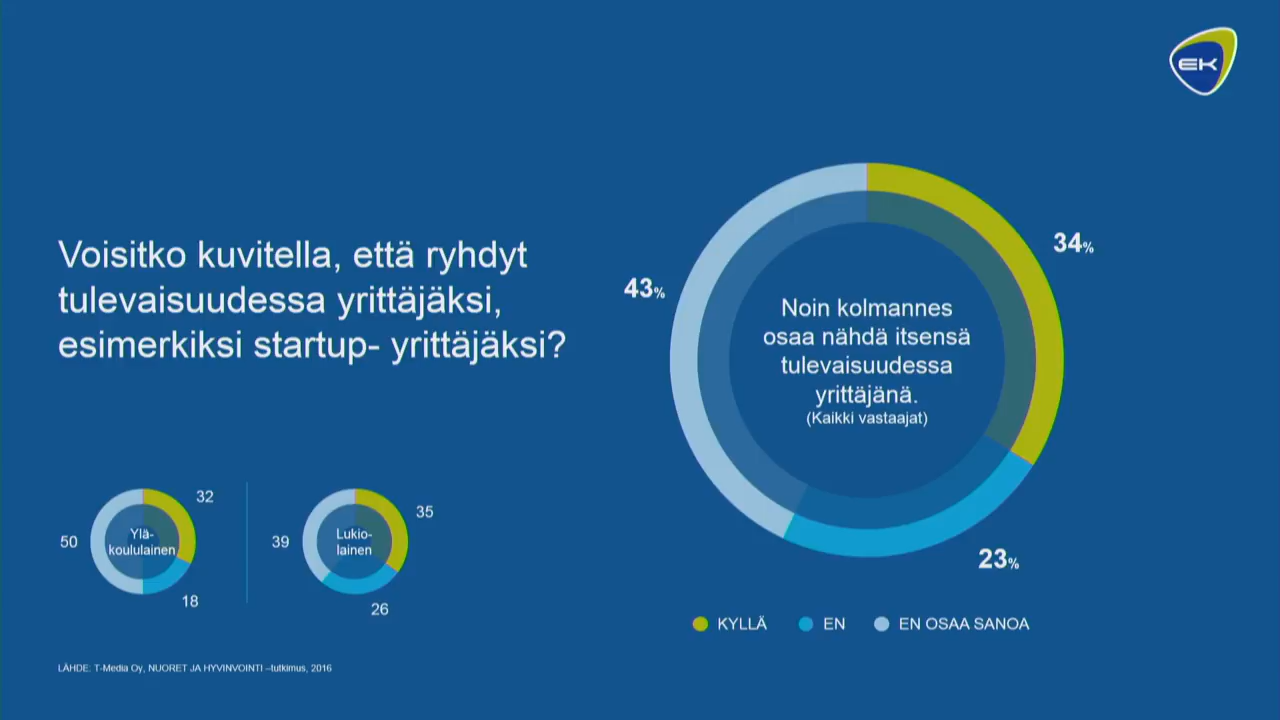 EK
Voisitko kuvitella, että ryhdyt
tulevaisuudessa yrittäjäksi,
esimerkiksi startup- yrittäjäksi?
34%
43%
23%
Noin kolmannes
osaa nähdä itsensä
tulevaisuudessa
yrittäjänä.
(Kaikki vastaajat)
32
50
18
Ylä-
koululainen
35
39
26
Lukio-
lainen
KYLLÄ
EN
EN OSAA SANOA
LÄHDE: T-Media Oy, NUORET JA HYVINVOINTI –tutkimus, 2016